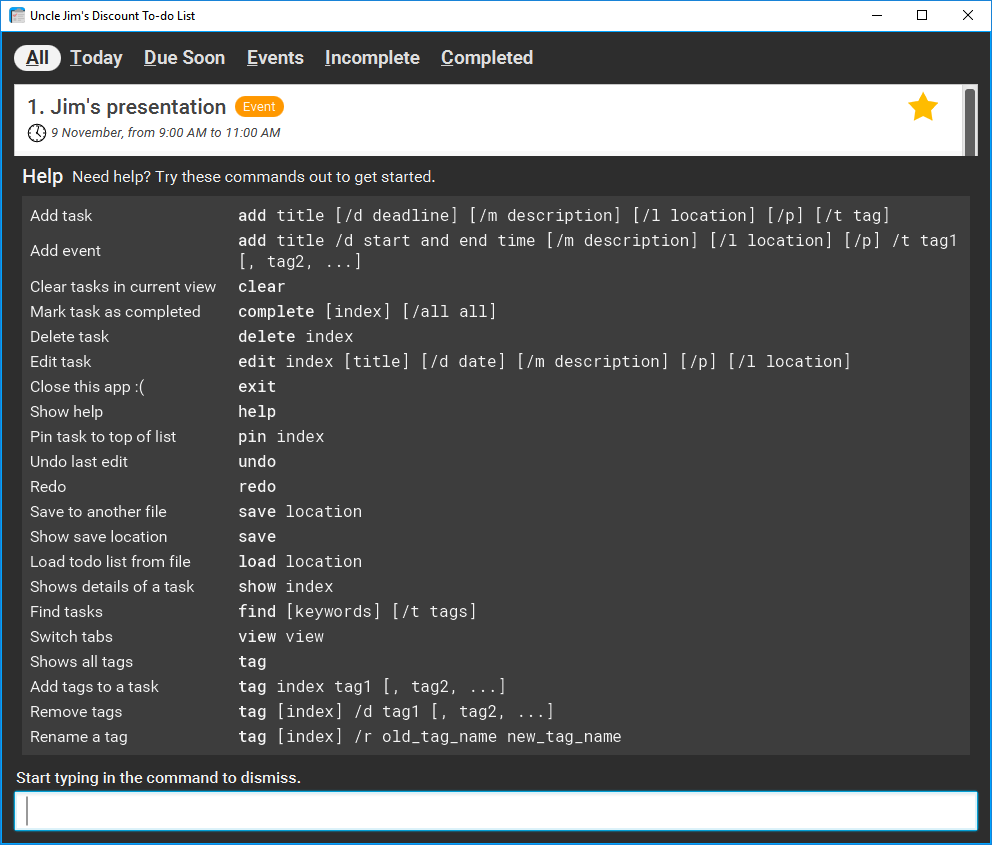 Uncle Jim's Discount To-do List
All Today Due Soon Events Incomplete Completed
1. Jim's presentation Event
9 November, from 9:00 AM to 11:00 AM
Help Need help? Try these commands out to get started.
Add task add title [/d deadline] [/m description] [/l location] [/p] [/t tag]
Add event add title /d start and end time [/m description] [/l location] [/p] /t tag1
[, tag2, ...]
Clear tasks in current view clear
Mark task as completed complete [index] [/all all]
Delete task delete index
Edit task edit index [title] [/d date] [/m description] [/p] [/l location]
Close this app :( exit
Show help help
Pin task to top of list pin index
Undo last edit undo
Redo redo
Save to another file save location
Show save location save
Load todo list from file load location
Shows details of a task show index
Find tasks find [keywords] [/t tags]
Switch tabs view view
Shows all tags tag
Add tags to a task tag index tag1 [, tag2, ...]
Remove tags tag [index] /d tag1 [, tag2, ...]
Rename a tag tag [index] /r old_tag_name new_tag_name
Start typing in the command to dismiss.